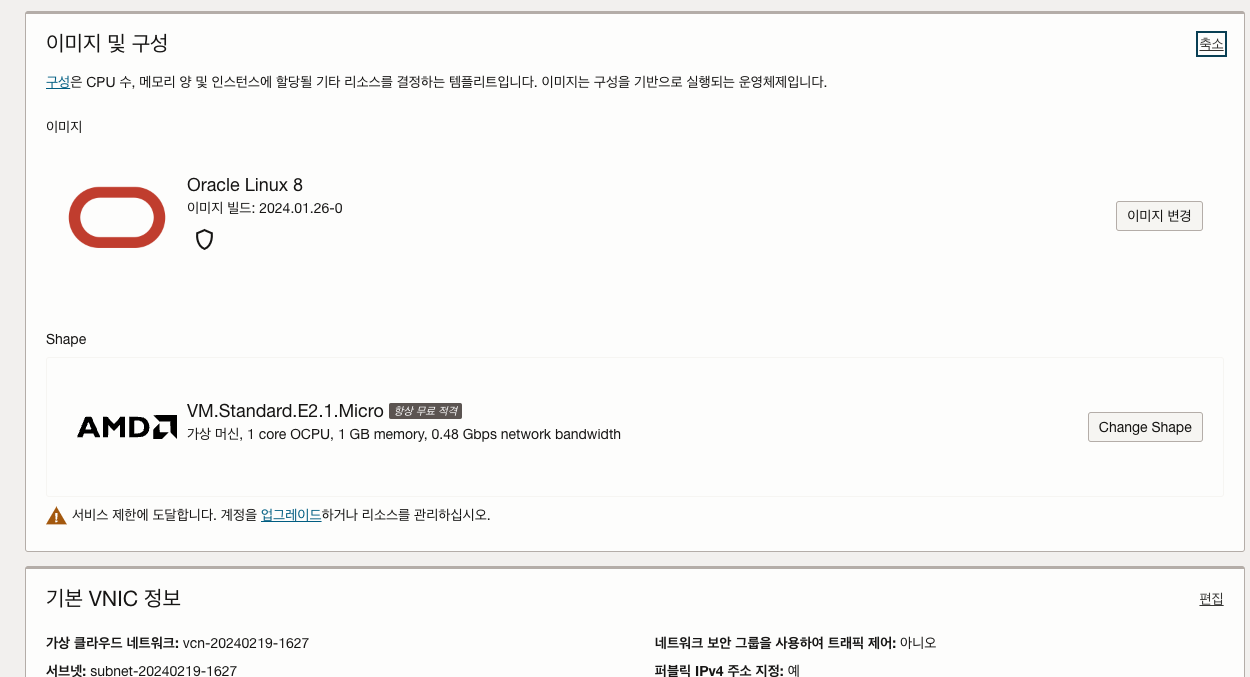 이미지 및 구성
축소
구성은 CPU 수, 메모리 양 및 인스턴스에 할당될 기타 리소스를 결정하는 템플리트입니다. 이미지는 구성을 기반으로 실행되는 운영체제입니다.
이미지
Oracle Linux 8
이미지 빌드: 2024.01.26-0
이미지 변경
Shape
AMD
VM.Standard.E2.1.Micro 항상 무료 적격
가상 머신, 1 core OCPU, 1 GB memory, 0.48 Gbps network bandwidth
Change Shape
서비스 제한에 도달합니다. 계정을 업그레이드하거나 리소스를 관리하십시오.
기본 VNIC 정보
편집
가상 클라우드 네트워크: vcn-20240219-1627
네트워크 보안 그룹을 사용하여 트래픽 제어: 아니오
서브넷: subnet-20240219-1627
퍼블릭 IPv4 주소 지정: 예